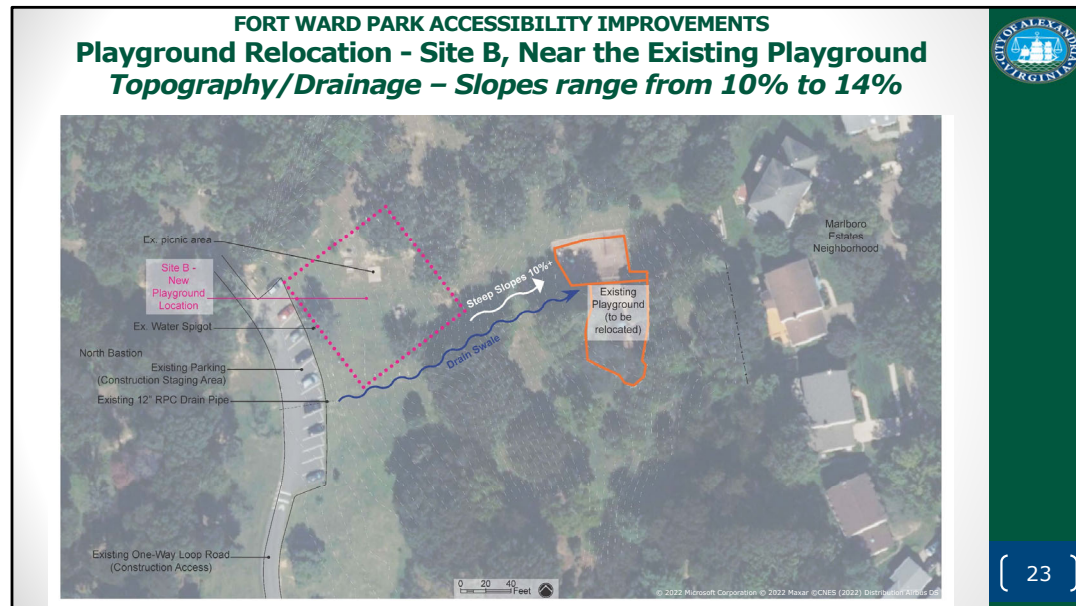 FORT WARD PARK ACCESSIBILITY IMPROVEMENTS
Playground Relocation - Site B, Near the Existing Playground
Topography/Drainage – Slopes range from 10% to 14%
CITY OF ALEXANDRIA
VIRGINIA
Ex. picnic area
Site B -
New
Playground
Location
Ex. Water Spigot
North Bastion
Existing Parking
(Construction Staging Area)
Existing 12" RPC Drain Pipe
Existing One-Way Loop Road
(Construction Access)
Steep Slopes 10%+
Drain Swale
Existing
Playground
(to be
relocated)
Marlboro
Estates
Neighborhood
0 20 40
Feet
© 2022 Microsoft Corporation © 2022 Maxar ©CNES (2022) Distribution Airbus DS
23